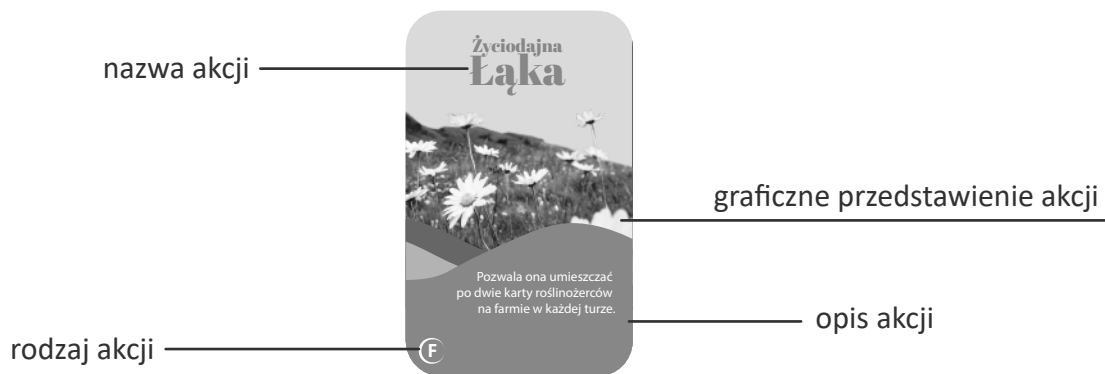 Życiodajna
Łąka
nazwa akcji
graficzne przedstawienie akcji
Pozwala ona umieszczać
po dwie karty roślinożerców
na farmie w każdej turze.
opis akcji
rodzaj akcji
F